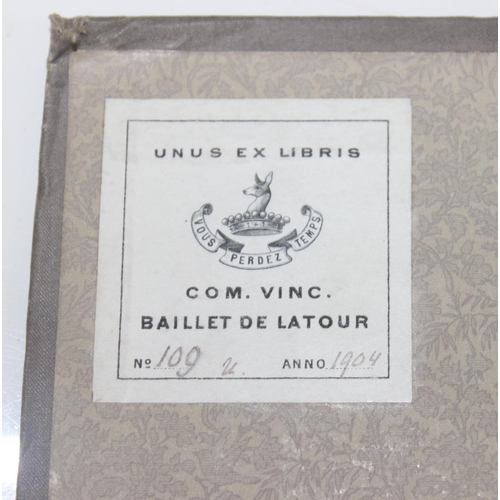 UNUS EX LIBRIS
VOUS PERDEZ TEMPS
COM. VINC.
BAILLET DE LATOUR
No 109 u. ANNO 1904